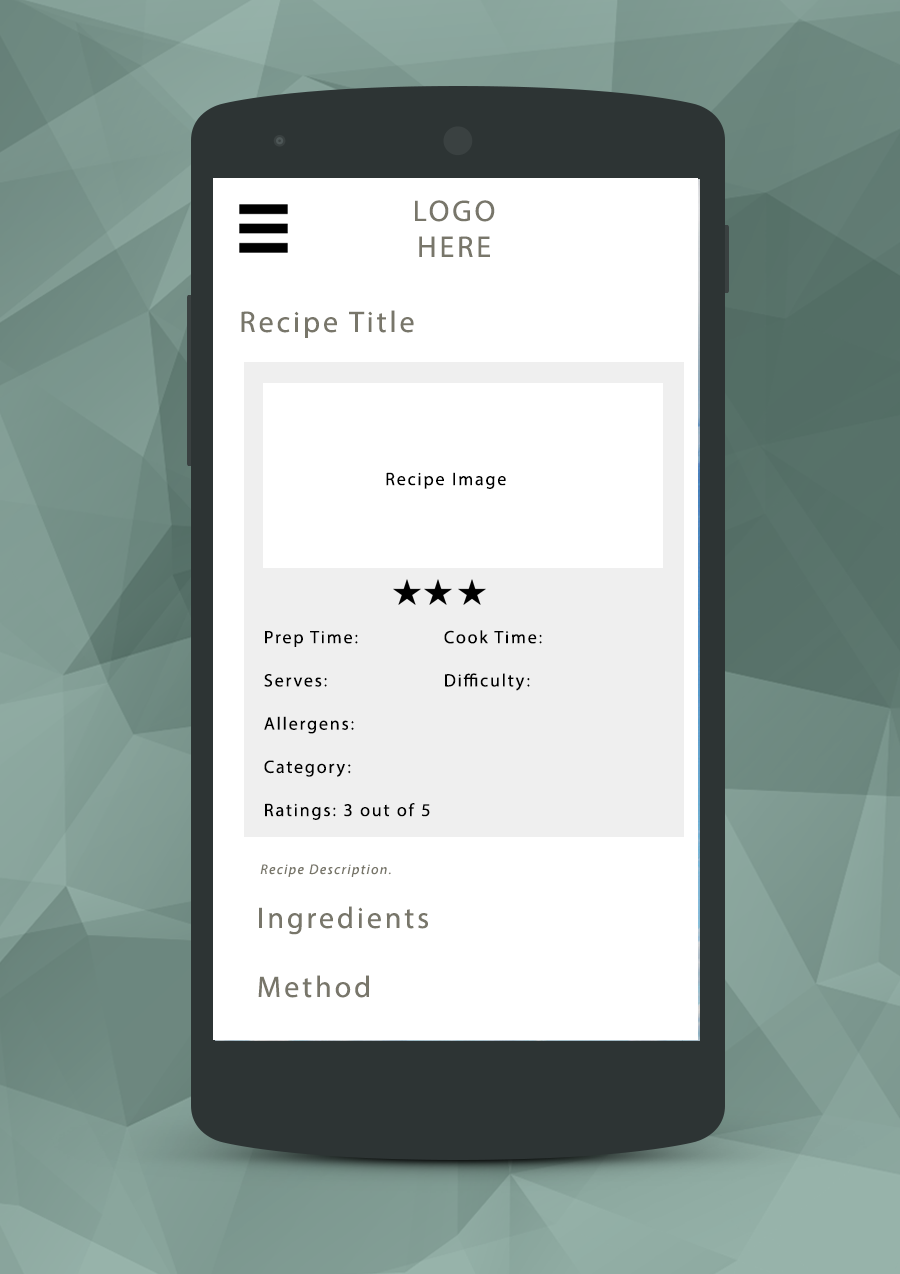 LOGO
HERE
Recipe Title
Recipe Image
Prep Time: Cook Time:
Serves: Difficulty:
Allergens:
Category:
Ratings: 3 out of 5
Recipe Description.
Ingredients
Method